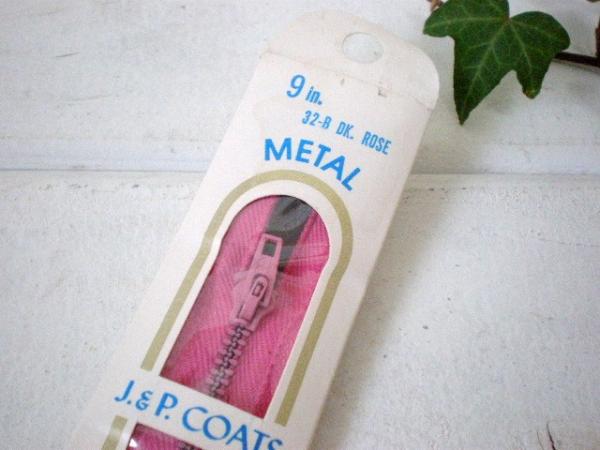 9 in.
32-B DK. ROSE
METAL
J. & P. COATS